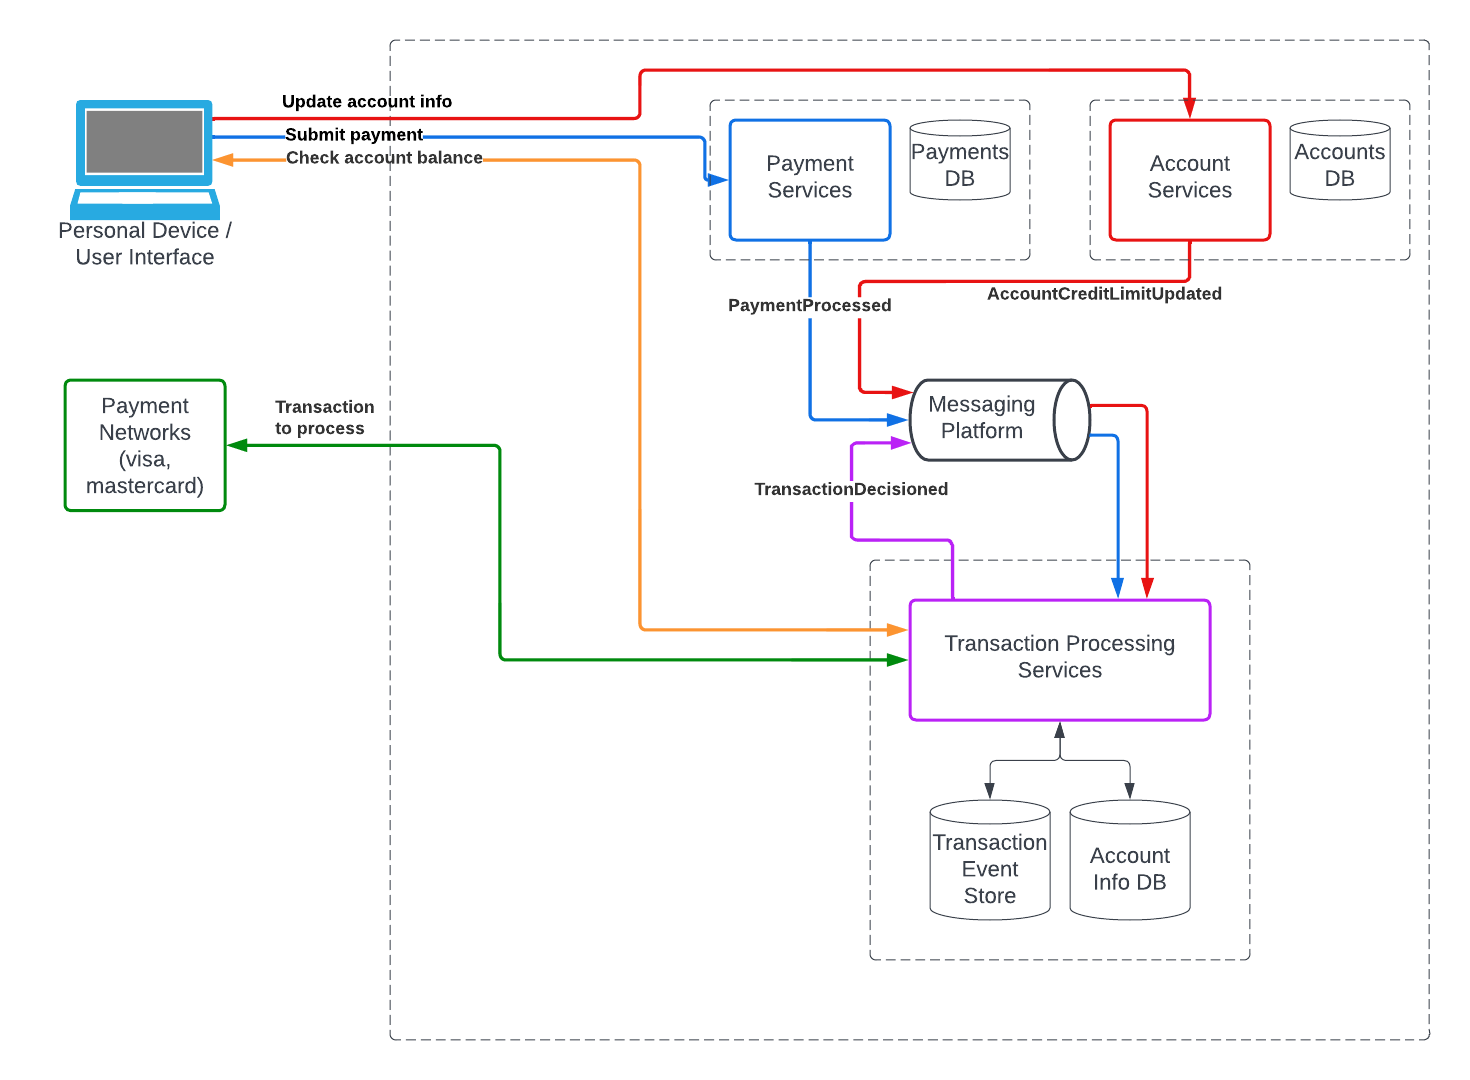 Update account info
Submit payment
Check account balance
Personal Device /
User Interface
Payment
Services
Payments
DB
Account
Services
Accounts
DB
PaymentProcessed
AccountCreditLimitUpdated
Payment
Networks
(visa,
mastercard)
Transaction
to process
Messaging
Platform
TransactionDecisioned
Transaction Processing
Services
Transaction
Event
Store
Account
Info DB